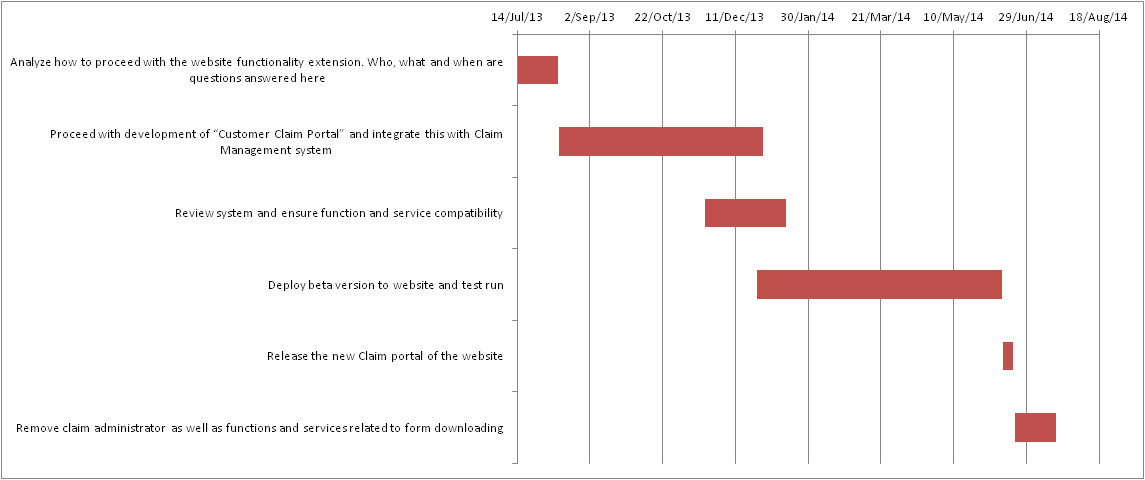 14/Jul/13 2/Sep/13 22/Oct/13 11/Dec/13 30/Jan/14 21/Mar/14 10/May/14 29/Jun/14 18/Aug/14
Analyze how to proceed with the website functionality extension. Who, what and when are
questions answered here
Proceed with development of “Customer Claim Portal” and integrate this with Claim
Management system
Review system and ensure function and service compatibility
Deploy beta version to website and test run
Release the new Claim portal of the website
Remove claim administrator as well as functions and services related to form downloading